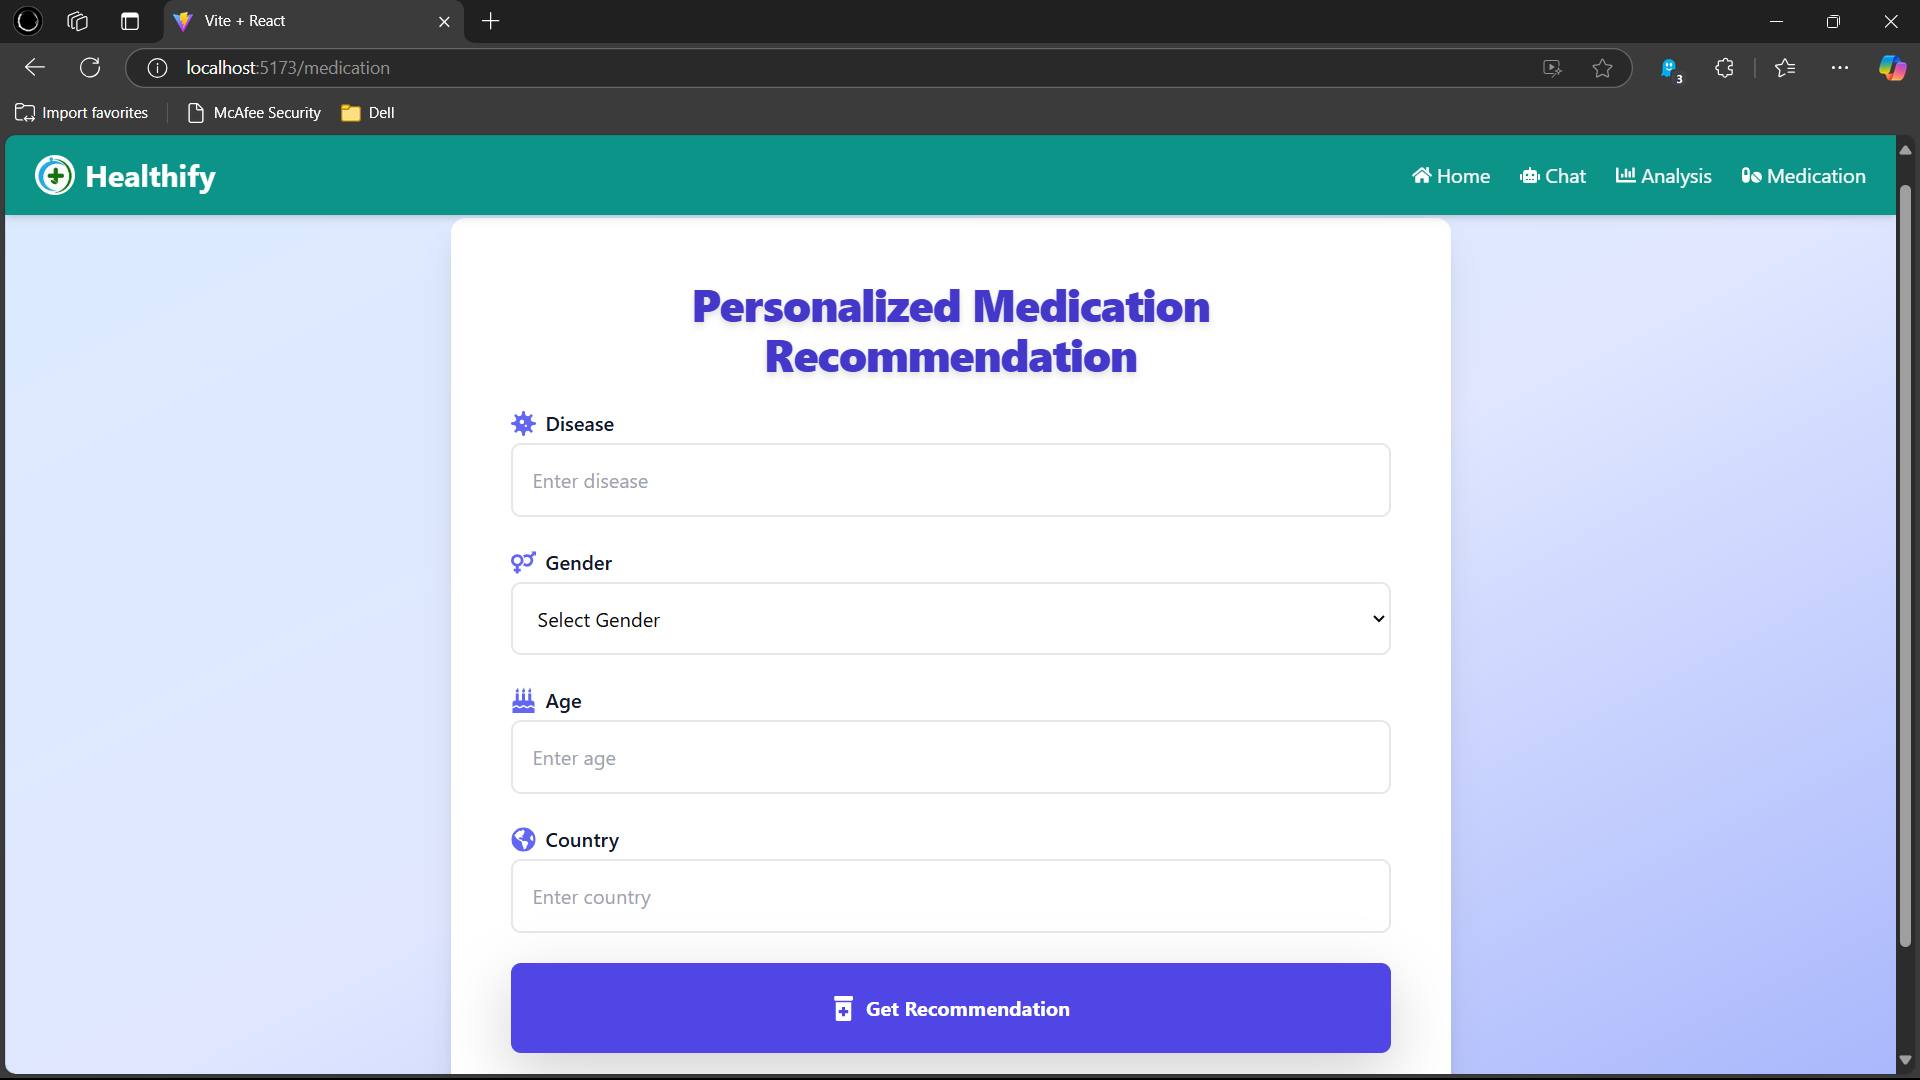 Vite + React
localhost:5173/medication
3
Import favorites
McAfee Security
Dell
Healthify
Home
Chat
Analysis
Medication
Personalized Medication
Recommendation
Disease
Enter disease
Gender
Select Gender
Age
Enter age
Country
Enter country
Get Recommendation